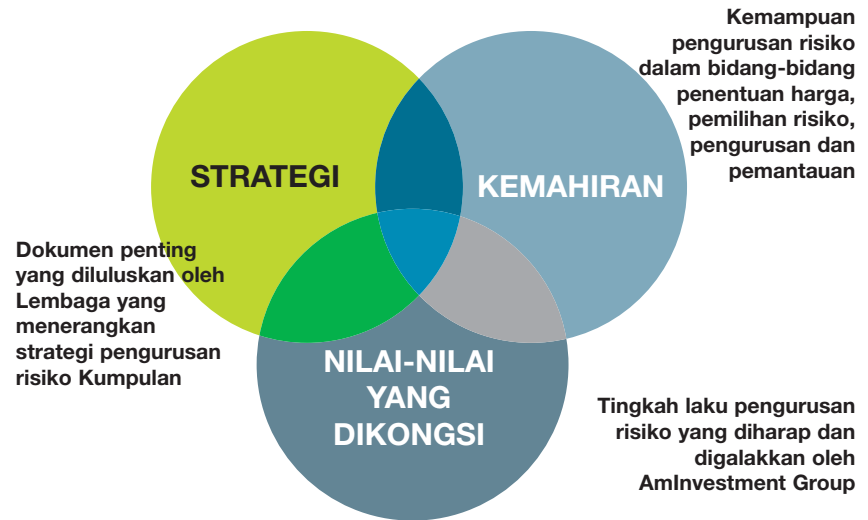 Kemampuan
pengurusan risiko
dalam bidang-bidang
penentuan harga,
pemilihan risiko,
pengurusan dan
pemantauan
STRATEGI
KEMAHIRAN
Dokumen penting
yang diluluskan oleh
Lembaga yang
menerangkan
strategi pengurusan
risiko Kumpulan
NILAI-NILAI
YANG
DIKONGSI
Tingkah laku pengurusan
risiko yang diharap dan
digalakkan oleh
AmInvestment Group